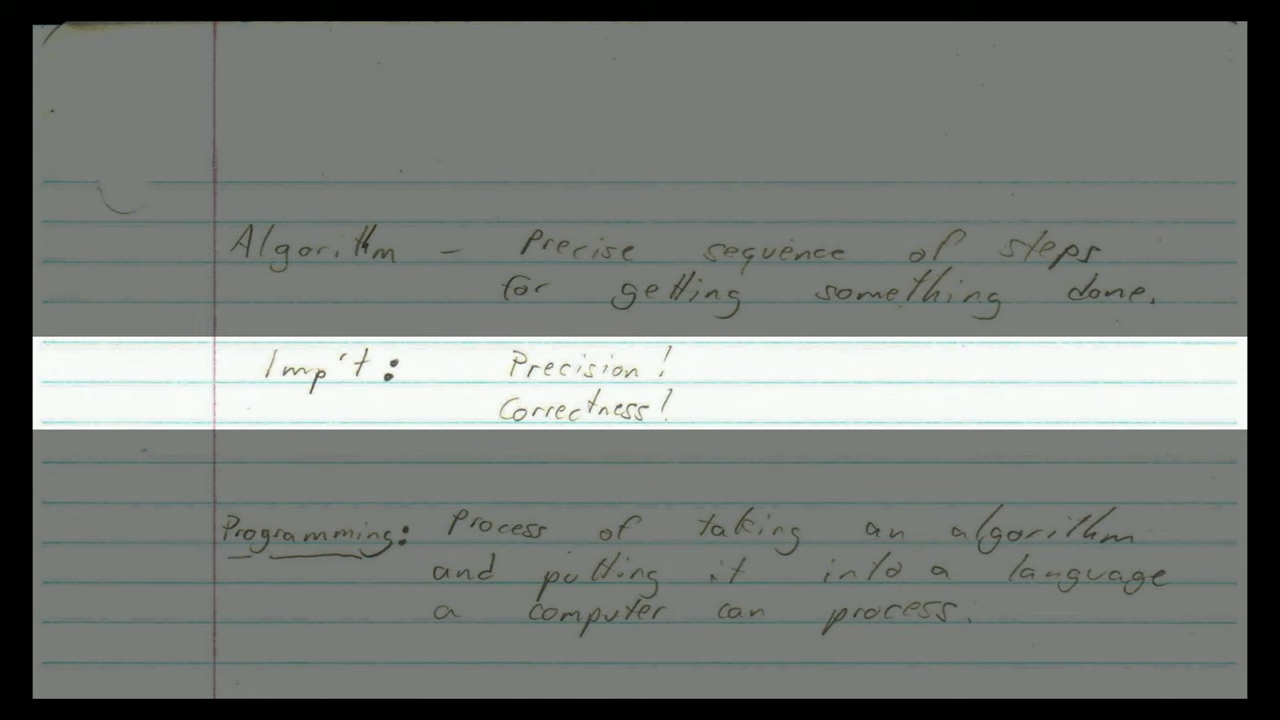 Algorithm - Precise sequence of steps
for getting something done.
Imp't: Precision!
Correctness!
Programming: Process of taking an algorithm
and putting it into a language
a computer can process.